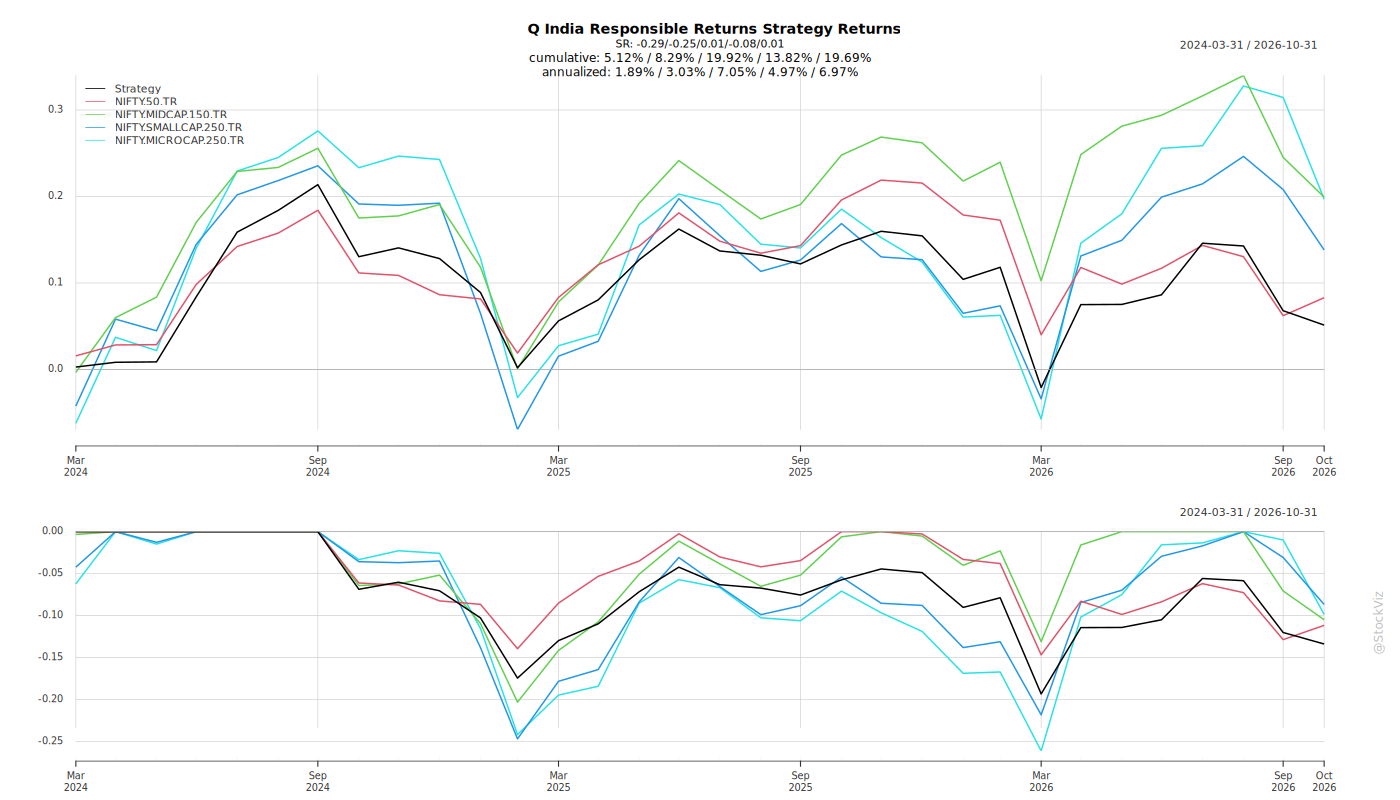 Q India Responsible Returns Strategy Returns
SR: -0.29/-0.25/0.01/-0.08/0.01
cumulative: 5.12% / 8.29% / 19.92% / 13.82% / 19.69%
annualized: 1.89% / 3.03% / 7.05% / 4.97% / 6.97%
2024-03-31 / 2026-10-31
Strategy
NIFTY.50.TR
NIFTY.MIDCAP.150.TR
NIFTY.SMALLCAP.250.TR
NIFTY.MICROCAP.250.TR
0.3
0.2
0.1
0.0
Mar Sep Mar Sep Mar Sep Oct
2024 2024 2025 2025 2026 2026 2026
2024-03-31 / 2026-10-31
0.00
-0.05
-0.10
-0.15
-0.20
-0.25
Mar Sep Mar Sep Mar Sep Oct
2024 2024 2025 2025 2026 2026 2026
@StockViz